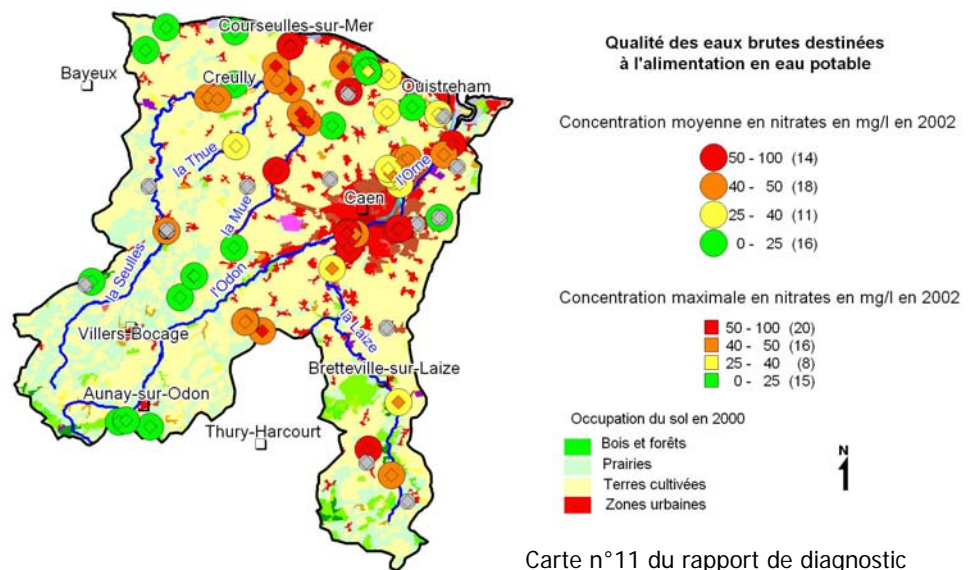 Courseulles-sur-Mer
Bayeux
Creully
Ouistreham
la Thue
l'Orne
Caen
la Mue
la Seulles
l'Odon
la Laize
Villers-Bocage
Bretteville-sur-Laize
Aunay-sur-Odon
Thury-Harcourt
Qualité des eaux brutes destinées
à l'alimentation en eau potable
Concentration moyenne en nitrates en mg/l en 2002
50 - 100 (14)
40 - 50 (18)
25 - 40 (11)
0 - 25 (16)
Concentration maximale en nitrates en mg/l en 2002
50 - 100 (20)
40 - 50 (16)
25 - 40 (8)
0 - 25 (15)
Occupation du sol en 2000
Bois et forêts
Prairies
Terres cultivées
Zones urbaines
N
Carte n°11 du rapport de diagnostic